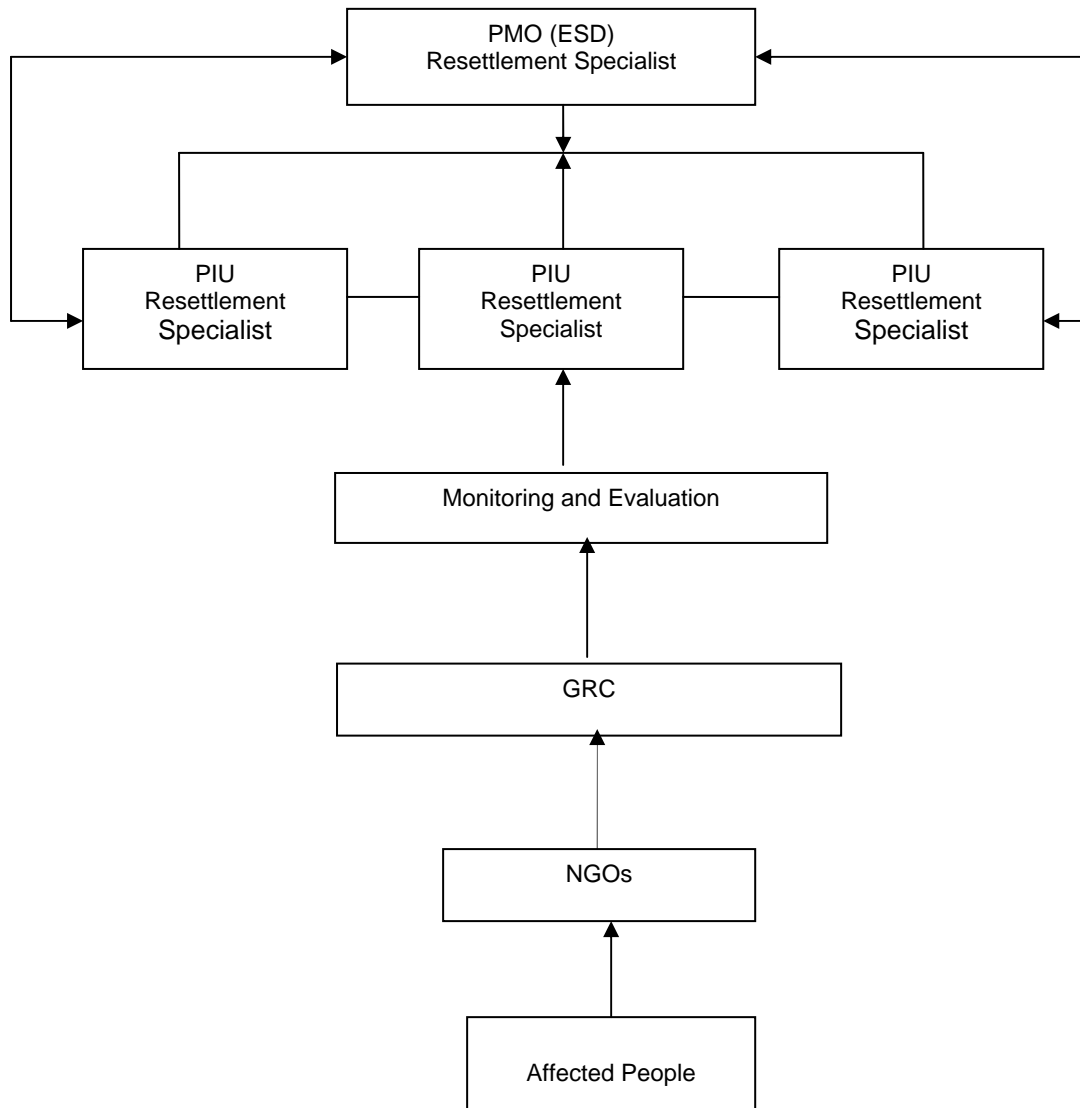 PMO (ESD)
Resettlement Specialist
PIU
Resettlement
Specialist
PIU
Resettlement
Specialist
PIU
Resettlement
Specialist
Monitoring and Evaluation
GRC
NGOs
Affected People